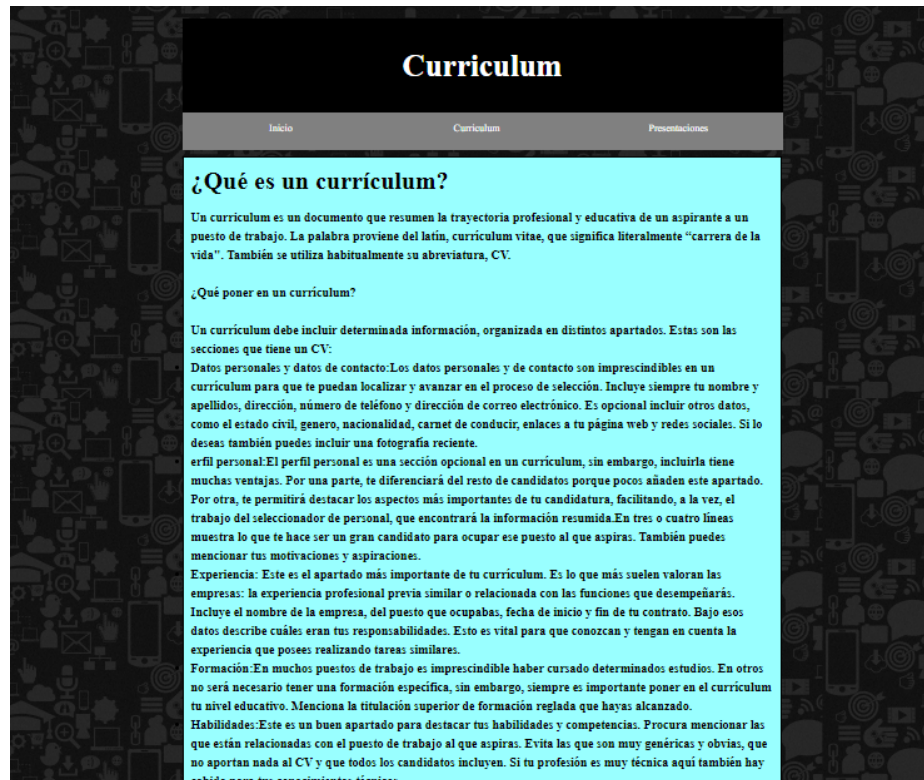 Curriculum
Inicio Curriculum Presentaciones
¿Qué es un currículum?
Un curriculum es un documento que resumen la trayectoria profesional y educativa de un aspirante a un
puesto de trabajo. La palabra proviene del latín, currículum vitae, que significa literalmente “carrera de la
vida". También se utiliza habitualmente su abreviatura, CV.
¿Qué poner en un currículum?
Un currículum debe incluir determinada información, organizada en distintos apartados. Estas son las
secciones que tiene un CV:
Datos personales y datos de contacto:Los datos personales y de contacto son imprescindibles en un
currículum para que te puedan localizar y avanzar en el proceso de selección. Incluye siempre tu nombre y
apellidos, dirección, número de teléfono y dirección de correo electrónico. Es opcional incluir otros datos,
como el estado civil, genero, nacionalidad, carnet de conducir, enlaces a tu página web y redes sociales. Si lo
deseas también puedes incluir una fotografía reciente.
erfil personal:El perfil personal es una sección opcional en un currículum, sin embargo, incluirla tiene
muchas ventajas. Por una parte, te diferenciará del resto de candidatos porque pocos añaden este apartado.
Por otra, te permitirá destacar los aspectos más importantes de tu candidatura, facilitando, a la vez, el
trabajo del seleccionador de personal, que encontrará la información resumida.En tres o cuatro líneas
muestra lo que te hace ser un gran candidato para ocupar ese puesto al que aspiras. También puedes
mencionar tus motivaciones y aspiraciones.
Experiencia: Este es el apartado más importante de tu currículum. Es lo que más suelen valoran las
empresas: la experiencia profesional previa similar o relacionada con las funciones que desempeñarás.
Incluye el nombre de la empresa, del puesto que ocupabas, fecha de inicio y fin de tu contrato. Bajo esos
datos describe cuáles eran tus responsabilidades. Esto es vital para que conozcan y tengan en cuenta la
experiencia que posees realizando tareas similares.
Formación:En muchos puestos de trabajo es imprescindible haber cursado determinados estudios. En otros
no será necesario tener una formación específica, sin embargo, siempre es importante poner en el currículum
tu nivel educativo. Menciona la titulación superior de formación reglada que hayas alcanzado.
Habilidades:Este es un buen apartado para destacar tus habilidades y competencias. Procura mencionar las
que están relacionadas con el puesto de trabajo al que aspiras. Evita las que son muy genéricas y obvias, que
no aportan nada al CV y que todos los candidatos incluyen. Si tu profesión es muy técnica aquí también hay